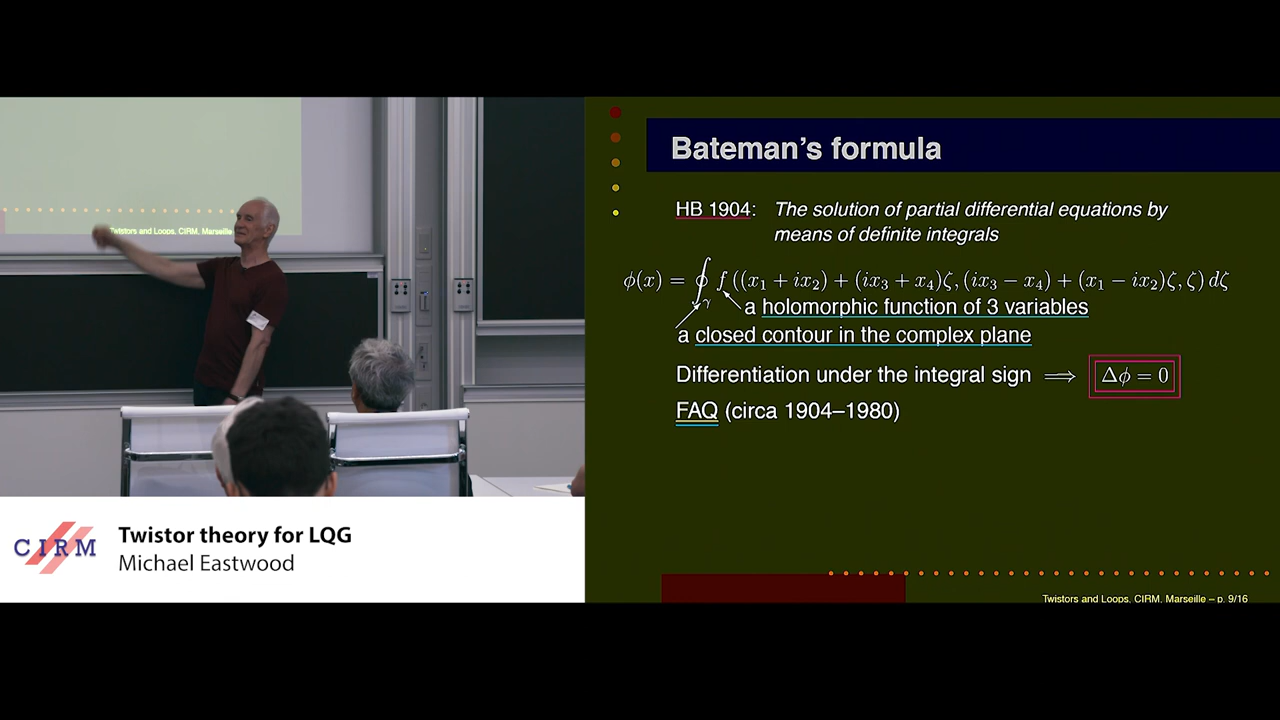 Twistors and Loops, CIRM, Marseille
CIRM
Twistor theory for LQG
Michael Eastwood
Bateman's formula
HB 1904: The solution of partial differential equations by
means of definite integrals
ϕ(x) = ∮γ f((x₁ + ix₂) + (ix₃ + x₄)ζ, (ix₃ − x₄) + (x₁ − ix₂)ζ, ζ) dζ
a holomorphic function of 3 variables
a closed contour in the complex plane
Differentiation under the integral sign ⟹ Δϕ = 0
FAQ (circa 1904–1980)
Twistors and Loops, CIRM, Marseille – p. 9/16